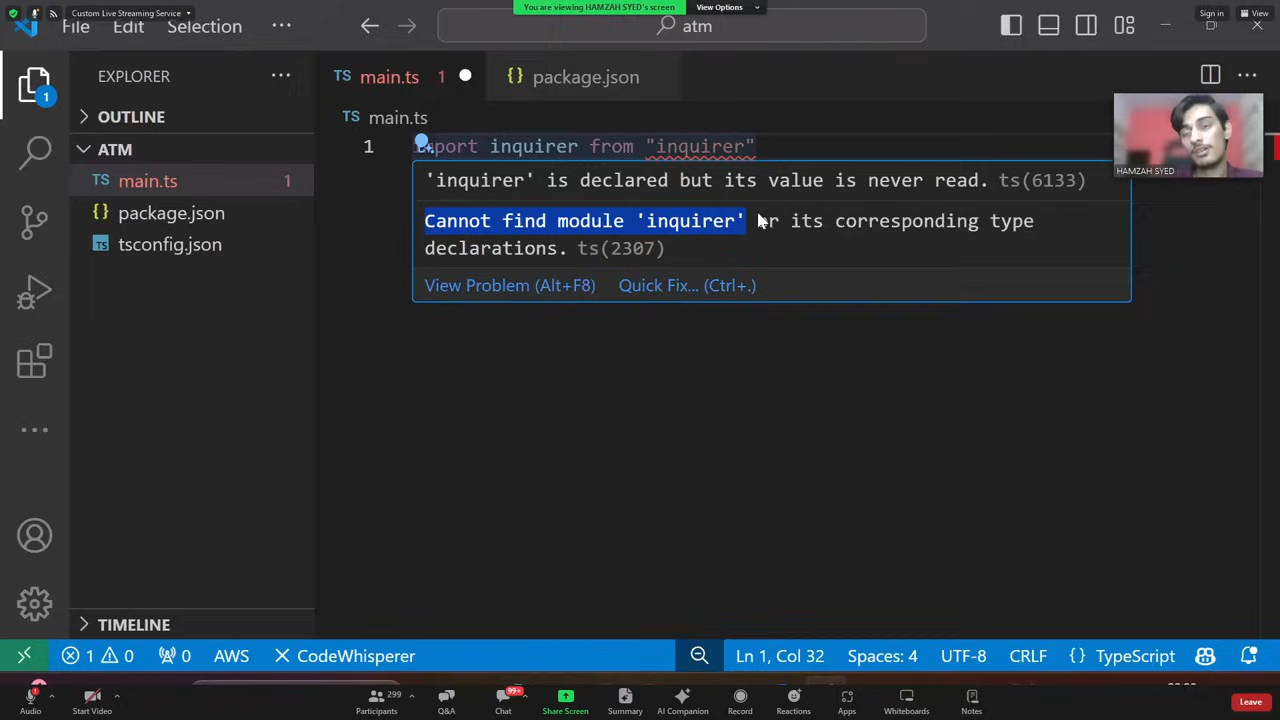 Custom Live Streaming Service
You are viewing HAMZAH SYED's screen
View Options
Sign in
View
File
Edit
Selection
atm
EXPLORER
OUTLINE
ATM
TS main.ts 1
{} package.json
tsconfig.json
TIMELINE
TS main.ts 1
{} package.json
TS main.ts
1 import inquirer from "inquirer"
'inquirer' is declared but its value is never read. ts(6133)
Cannot find module 'inquirer' or its corresponding type
declarations. ts(2307)
View Problem (Alt+F8) Quick Fix... (Ctrl+.)
HAMZAH SYED
1
1 0
0
AWS
CodeWhisperer
Ln 1, Col 32
Spaces: 4
UTF-8
CRLF
{} TypeScript
Audio
Start Video
299
Participants
Q&A
99+
Chat
Share Screen
Summary
AI Companion
Record
Reactions
Apps
Whiteboards
Notes
Leave